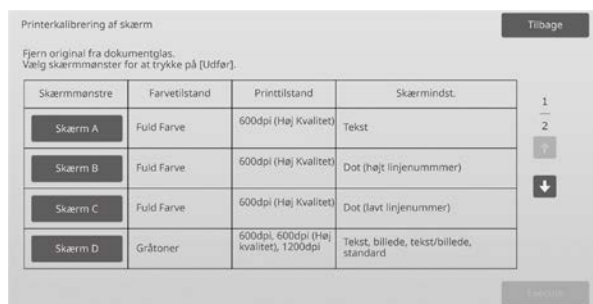 Printerkalibrering af skærm
Tilbage
Fjern original fra dokumentglas.
Vælg skærmmønster for at trykke på [Udfør].
Skærmmønstre Farvetilstand Printtilstand Skærmindst.
Skærm A Fuld Farve 600dpi (Høj Kvalitet) Tekst
Skærm B Fuld Farve 600dpi (Høj Kvalitet) Dot (højt linjenummmer)
Skærm C Fuld Farve 600dpi (Høj Kvalitet) Dot (lavt linjenummer)
Skærm D Gråtoner 600dpi, 600dpi (Høj
kvalitet), 1200dpi Tekst, billede, tekst/billede,
standard
1
2
Execute